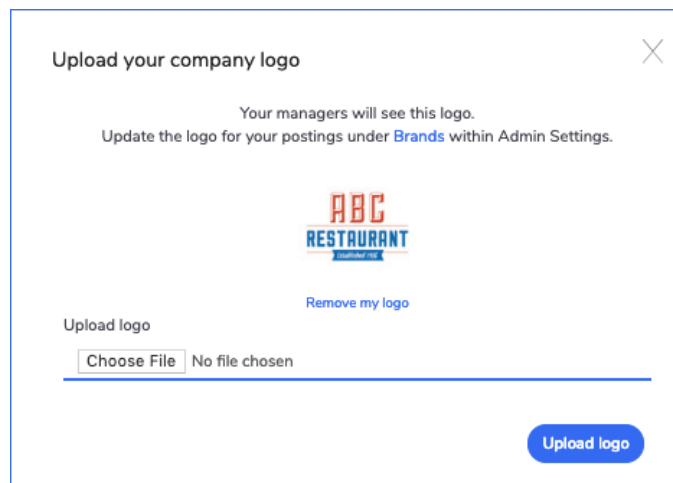 Upload your company logo
Your managers will see this logo.
Update the logo for your postings under Brands within Admin Settings.
ABC
RESTAURANT
Established
Remove my logo
Upload logo
Choose File No file chosen
Upload logo